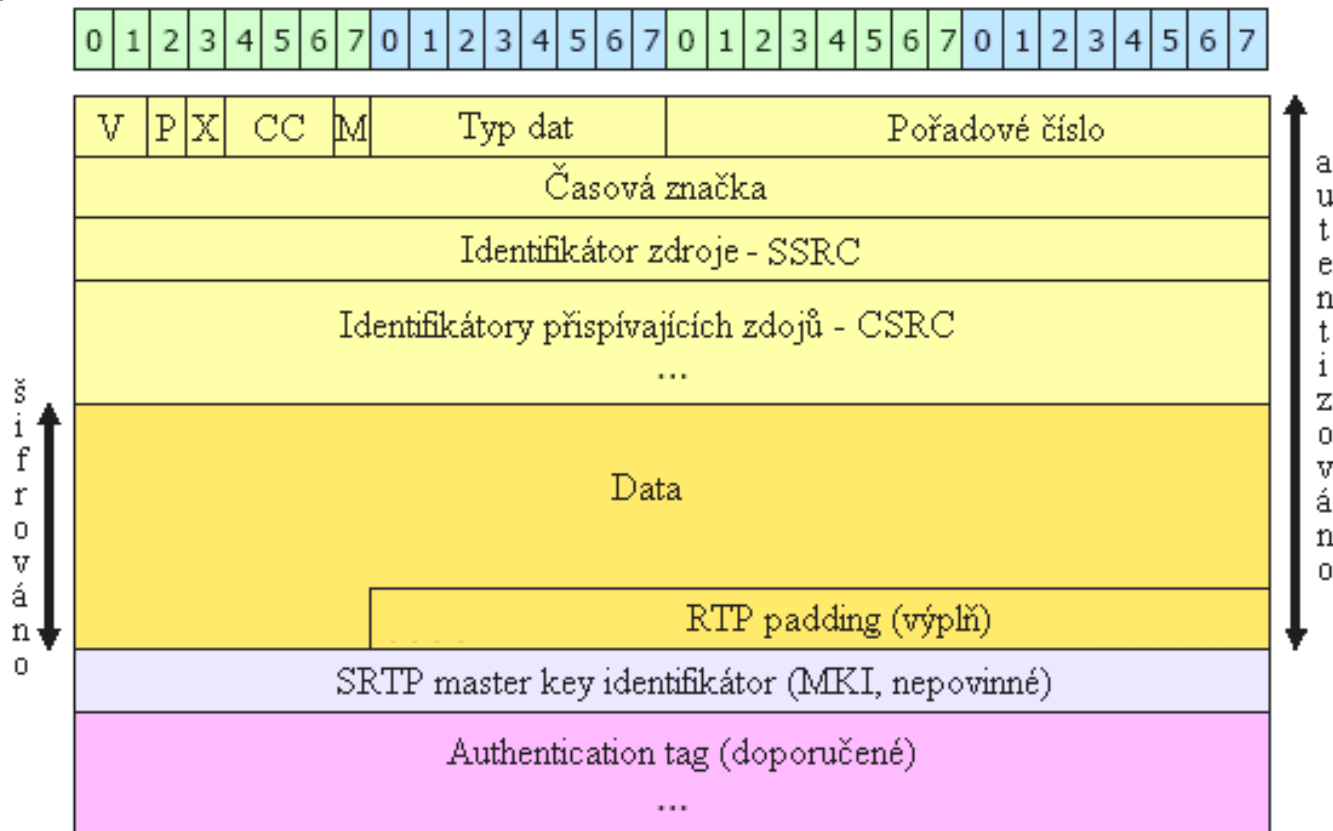 0 1 2 3 4 5 6 7 0 1 2 3 4 5 6 7 0 1 2 3 4 5 6 7 0 1 2 3 4 5 6 7
V P X CC M Typ dat Pořadové číslo
Časová značka
Identifikátor zdroje - SSRC
Identifikátory přispívajících zdojů - CSRC
...
Data
RTP padding (výplň)
SRTP master key identifikátor (MKI, nepovinné)
Authentication tag (doporučené)
...
šifrováno
autentizováno